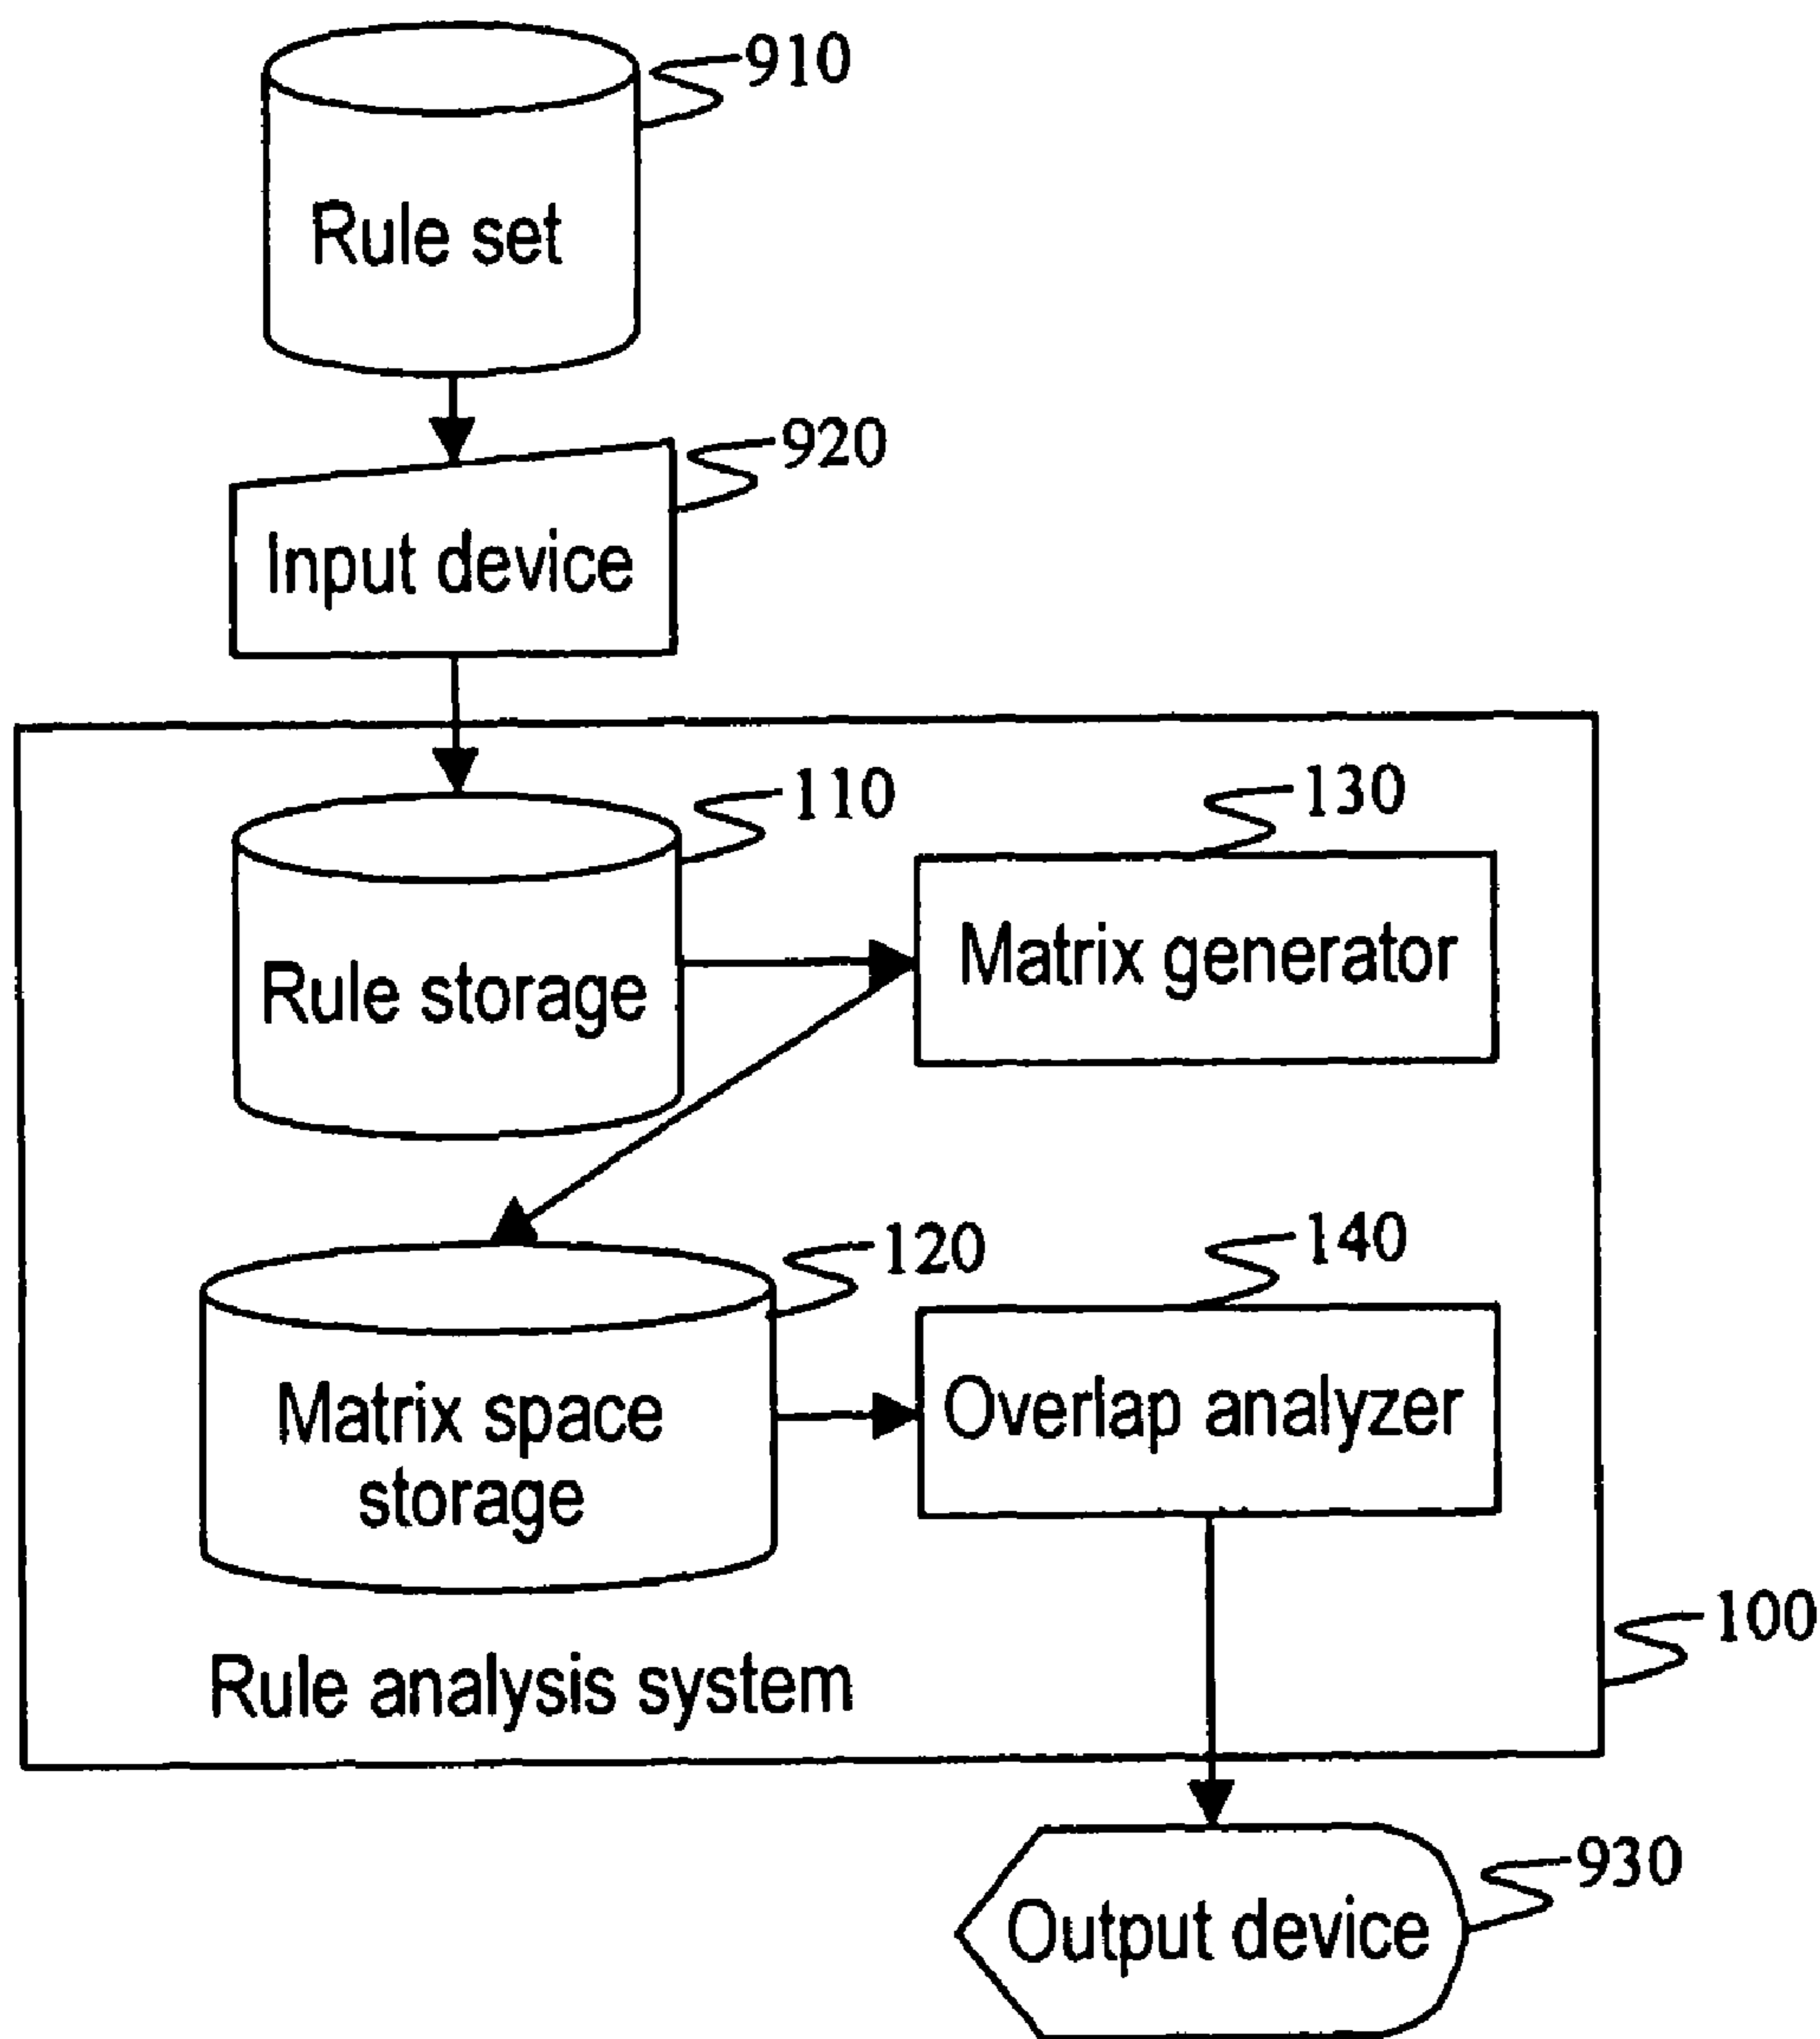 910
Rule set
920
Input device
110
130
Rule storage
Matrix generator
120
140
Matrix space
storage
Overlap analyzer
100
Rule analysis system
930
Output device